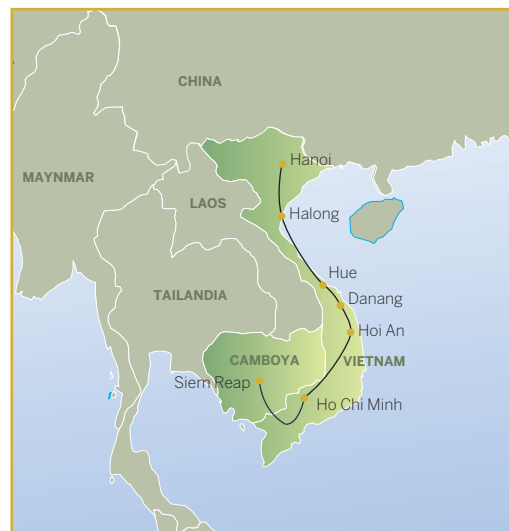 CHINA
Hanoi
MAYNMAR
LAOS
Halong
Hue
TAILANDIA
Danang
Hoi An
CAMBOYA
VIETNAM
Siem Reap
Ho Chi Minh